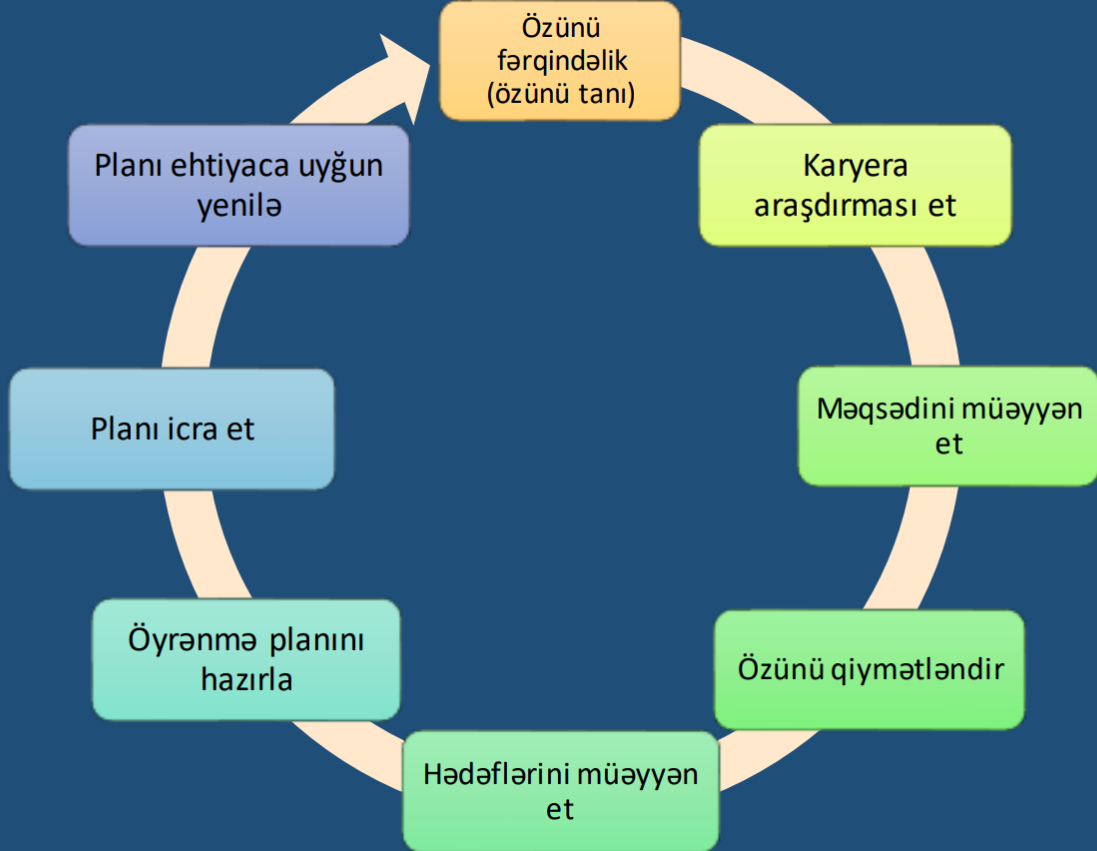 Özünü
fərqindəlik
(özünü tanı)
Karyera
araşdırması et
Məqsədini müəyyən
et
Özünü qiymətləndir
Hədəflərini müəyyən
et
Öyrənmə planını
hazırla
Planı icra et
Planı ehtiyaca uyğun
yenilə